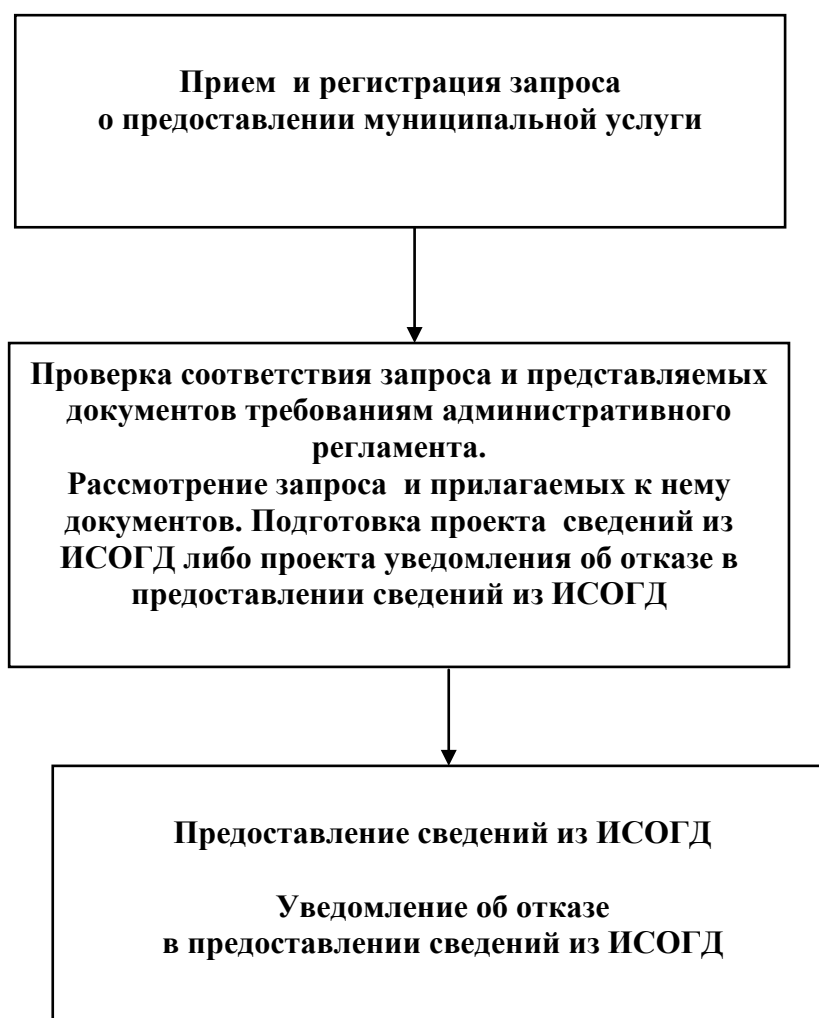 Прием и регистрация запроса
о предоставлении муниципальной услуги
Проверка соответствия запроса и представляемых
документов требованиям административного
регламента.
Рассмотрение запроса и прилагаемых к нему
документов. Подготовка проекта сведений из
ИСОГД либо проекта уведомления об отказе в
предоставлении сведений из ИСОГД
Предоставление сведений из ИСОГД
Уведомление об отказе
в предоставлении сведений из ИСОГД